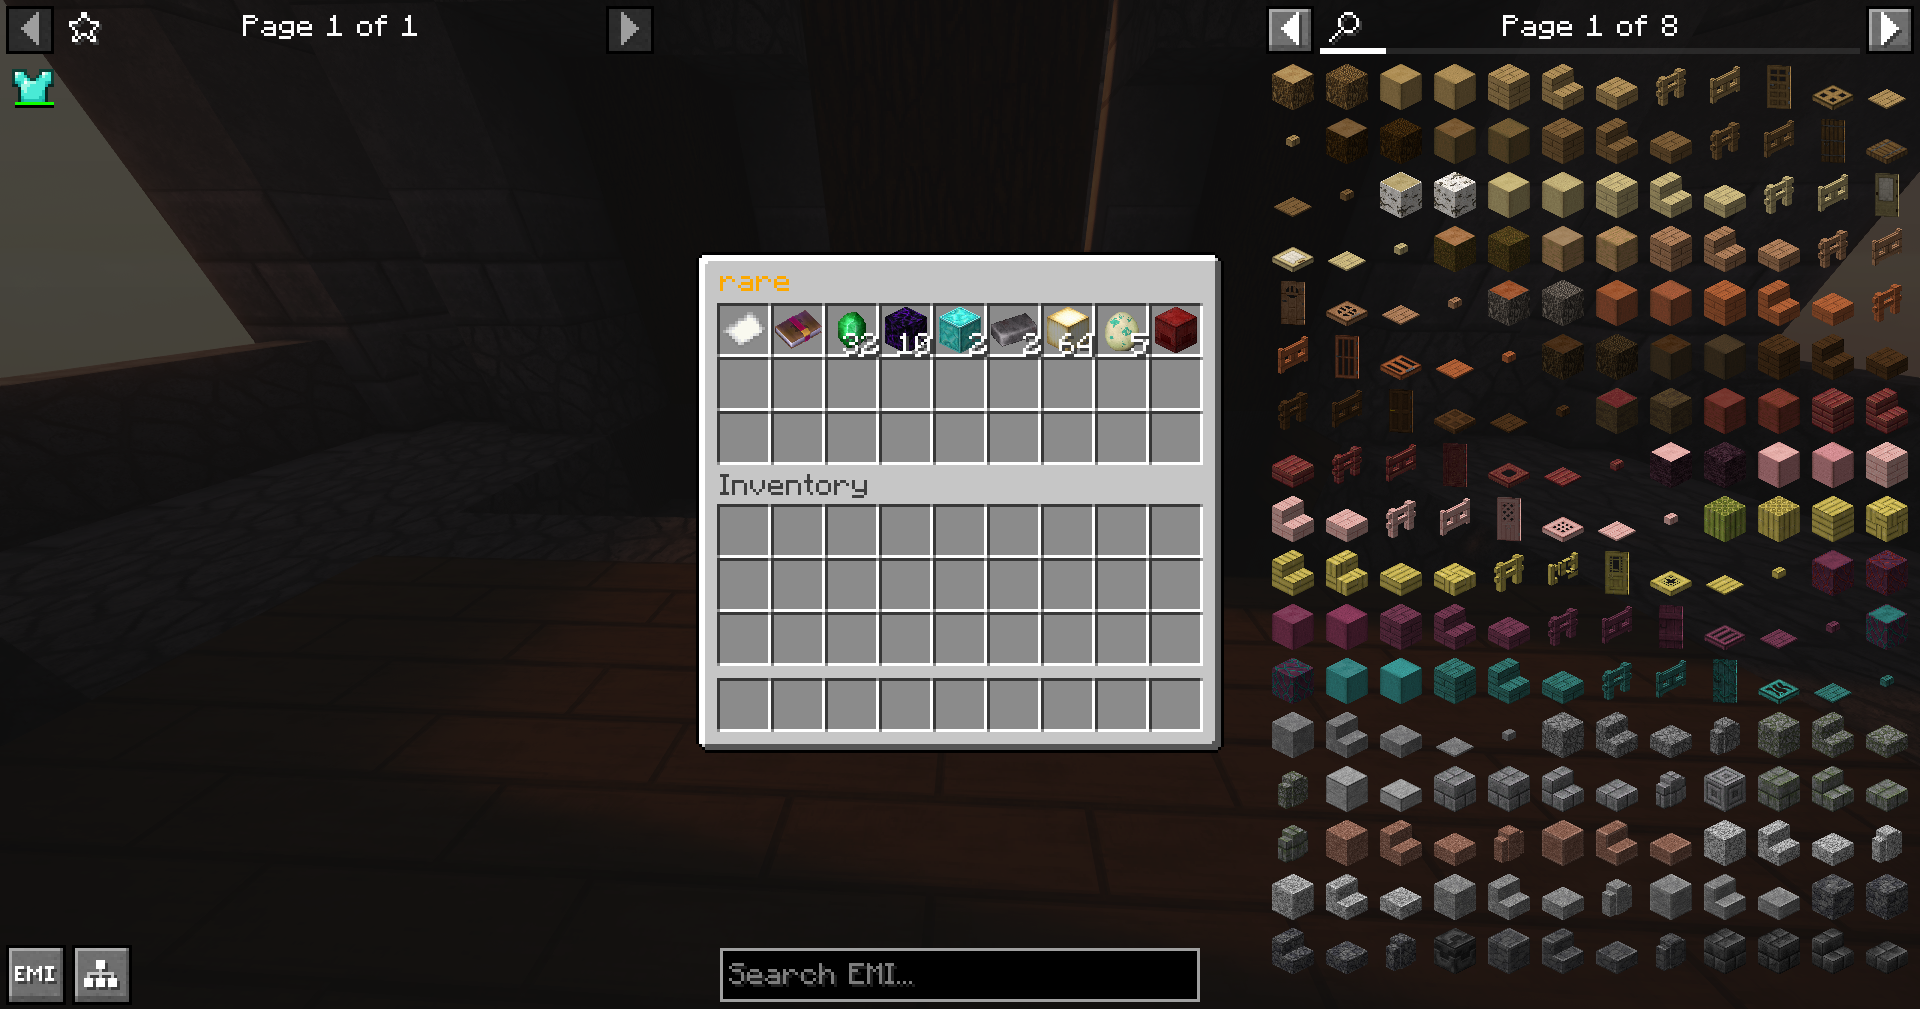 Page 1 of 1
Page 1 of 8
rare
32 10 2 2 64 5
Inventory
EMI
Search EMI...